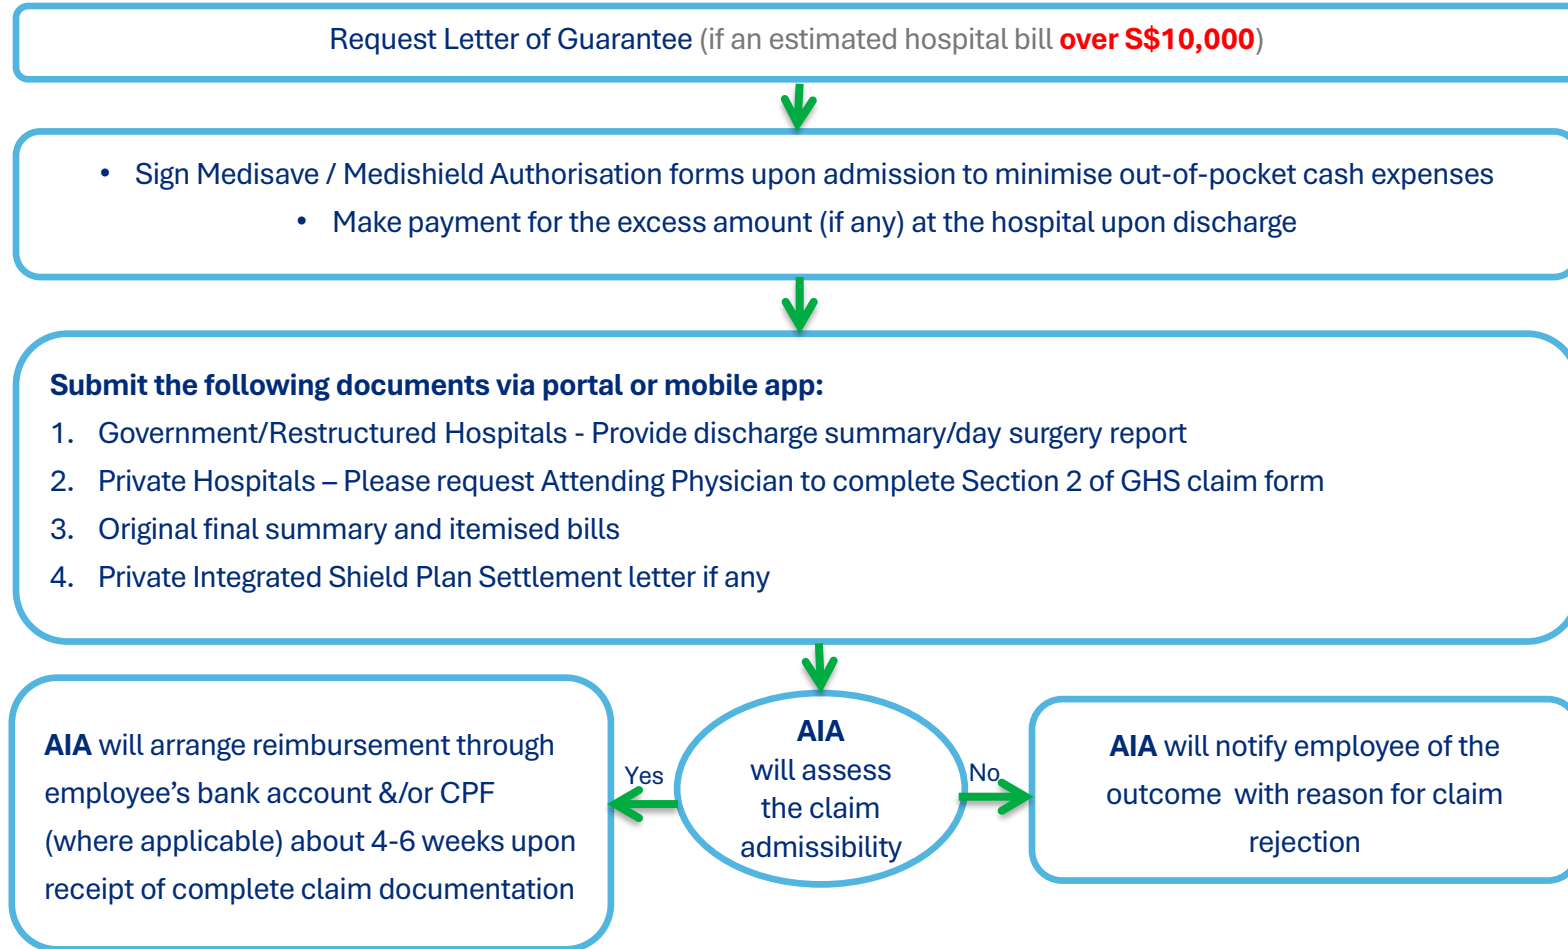 Request Letter of Guarantee (if an estimated hospital bill over S$10,000)
• Sign Medisave / Medishield Authorisation forms upon admission to minimise out-of-pocket cash expenses
• Make payment for the excess amount (if any) at the hospital upon discharge
Submit the following documents via portal or mobile app:
1. Government/Restructured Hospitals - Provide discharge summary/day surgery report
2. Private Hospitals – Please request Attending Physician to complete Section 2 of GHS claim form
3. Original final summary and itemised bills
4. Private Integrated Shield Plan Settlement letter if any
AIA
will assess
the claim
admissibility
Yes
AIA will arrange reimbursement through
employee's bank account &/or CPF
(where applicable) about 4-6 weeks upon
receipt of complete claim documentation
No
AIA will notify employee of the
outcome with reason for claim
rejection